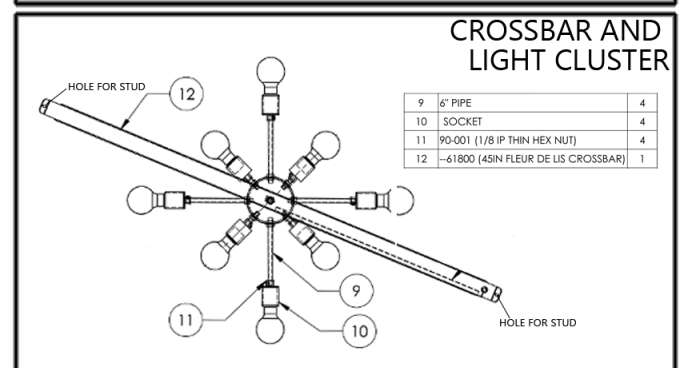 CROSSBAR AND
LIGHT CLUSTER
HOLE FOR STUD
12
9 6" PIPE 4
10 SOCKET 4
11 90-001 (1/8 IP THIN HEX NUT) 4
12 --61800 (45IN FLEUR DE LIS CROSSBAR) 1
9
11
10
HOLE FOR STUD